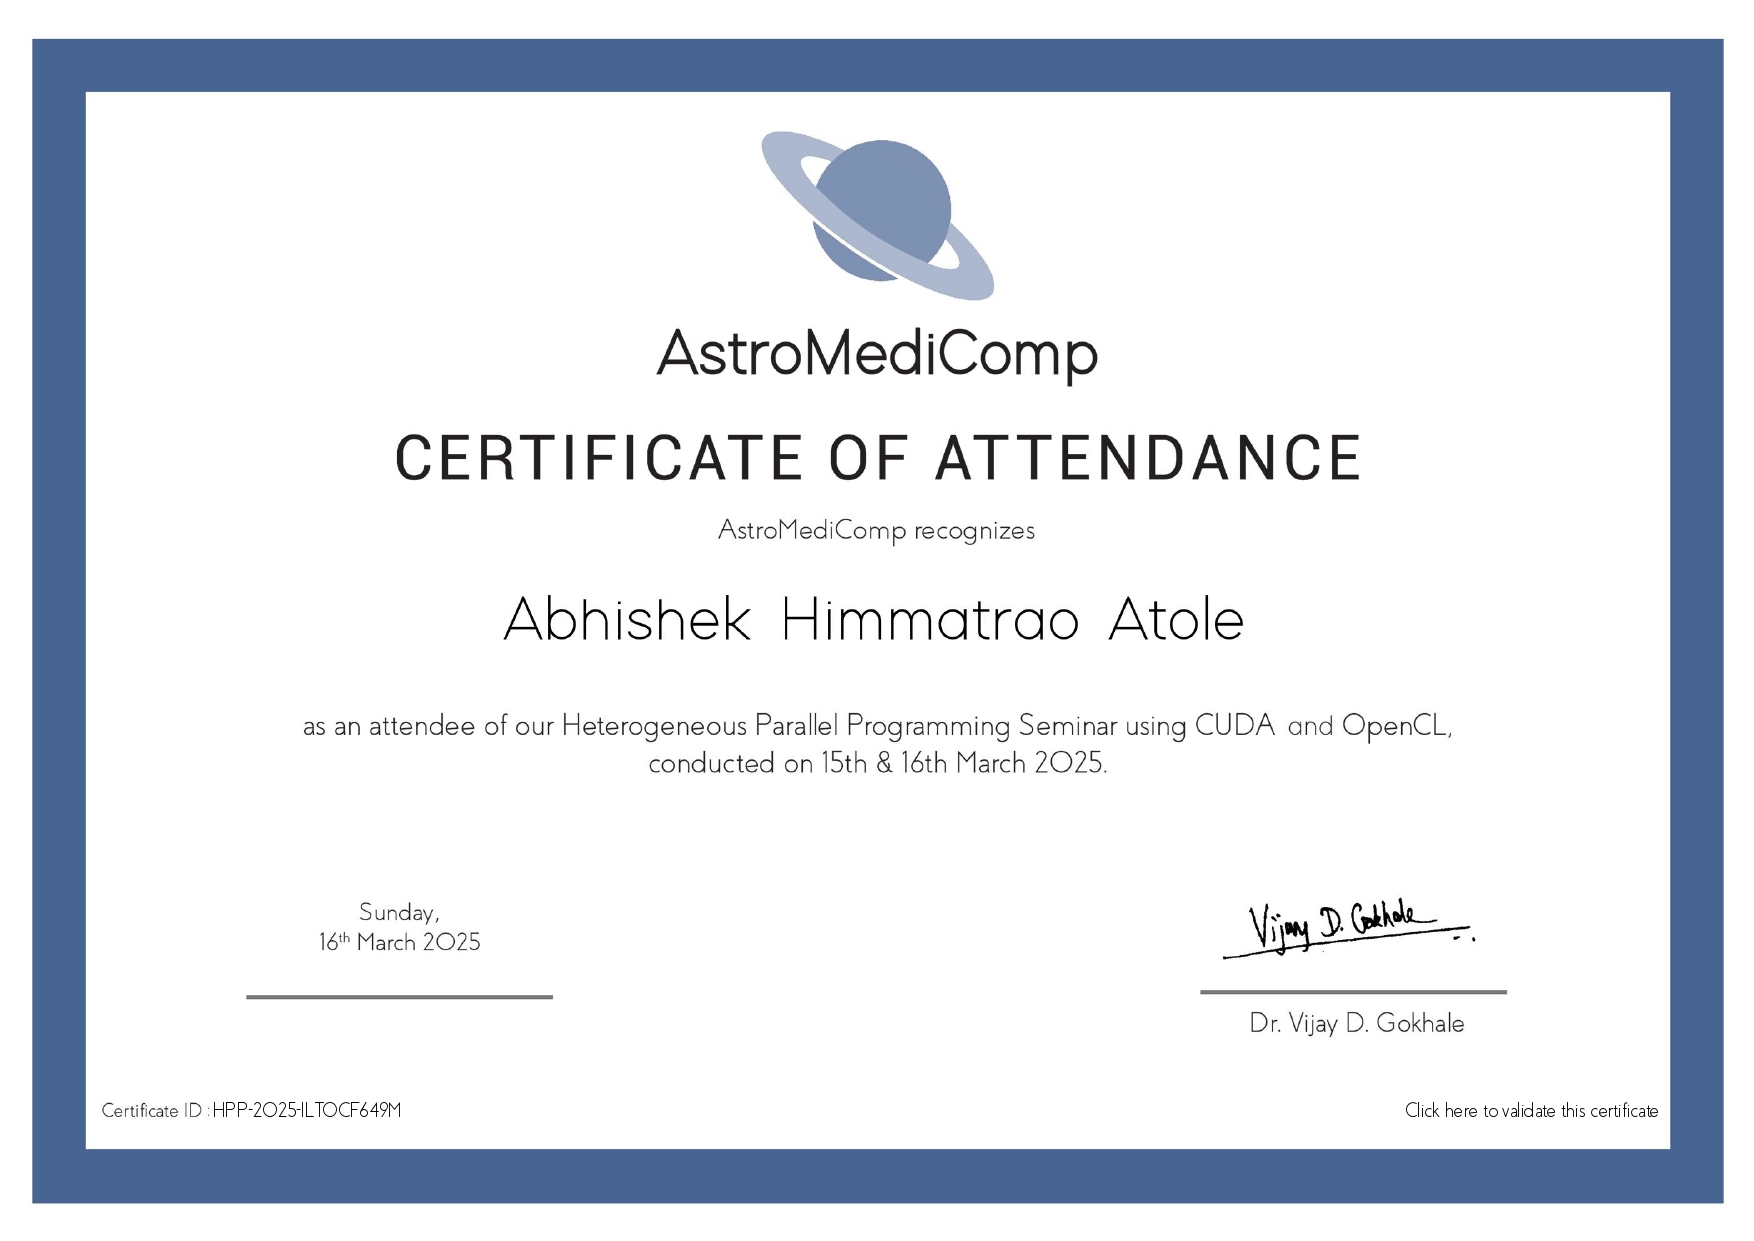 AstroMediComp
CERTIFICATE OF ATTENDANCE
AstroMediComp recognizes
Abhishek Himmatrao Atole
as an attendee of our Heterogeneous Parallel Programming Seminar using CUDA and OpenCL,
conducted on 15th & 16th March 2025.
Sunday,
16th March 2025
Vijay D. Gokhale
Dr. Vijay D. Gokhale
Certificate ID : HPP-2025-ILTOCF649M
Click here to validate this certificate